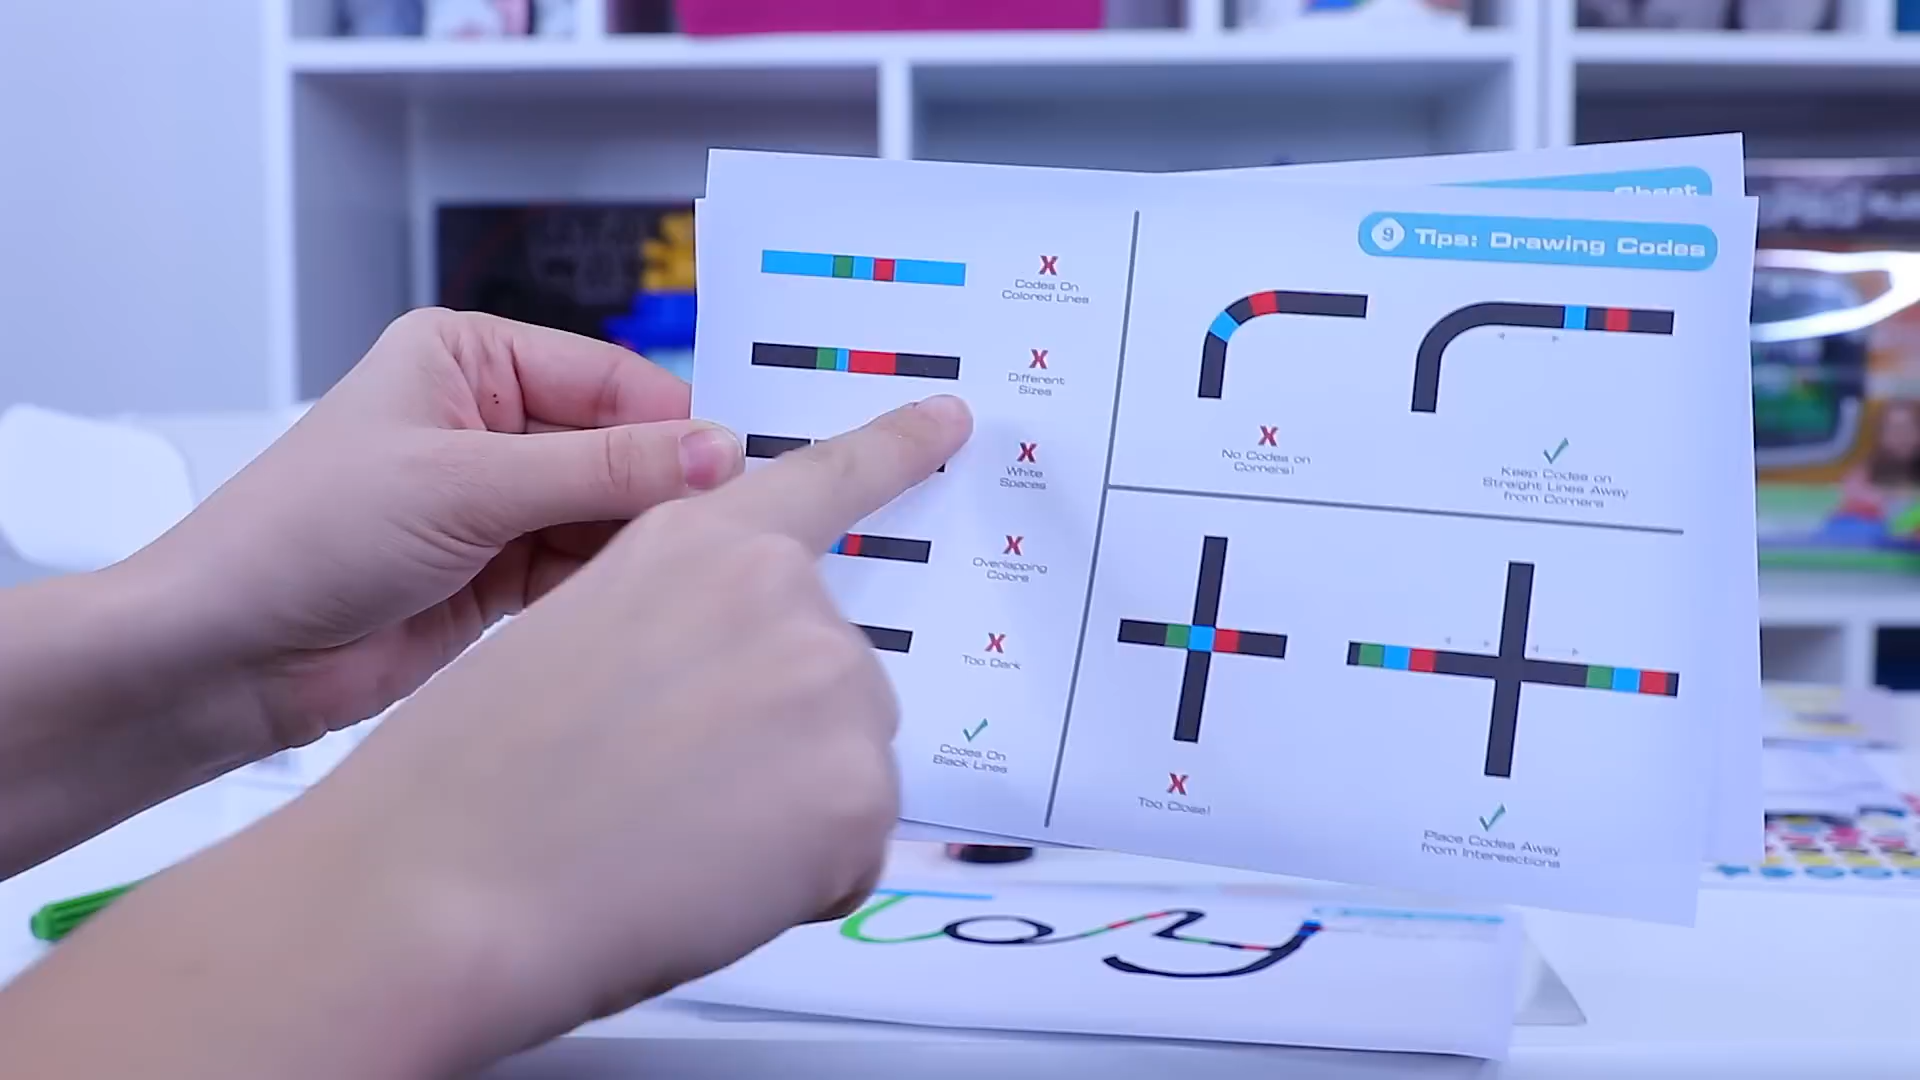 Sheet
9 Tips: Drawing Codes
X
Codes On
Colored Lines
X
Different
Sizes
X
White
Spaces
X
Overlapping
Colors
X
Too Dark
Codes On
Black Lines
X
No Codes on
Corners!
Keep Codes on
Straight Lines Away
from Corners
X
Too Close!
Place Codes Away
from Intersections